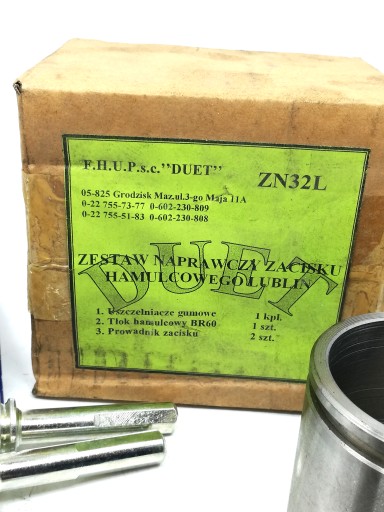 F.H.U.P.s.c.”DUET”
ZN32L
05-825 Grodzisk Maz.ul.3-go Maja 11A
0-22 755-73-77 0-602-230-809
0-22 755-51-83 0-602-230-808
DUET
ZESTAW NAPRAWCZY ZACISKU
HAMULCOWEGO LUBLIN
1. Uszczelniacze gumowe 1 kpl.
2. Tłok hamulcowy BR60 1 szt.
3. Prowadnik zacisku 2 szt.